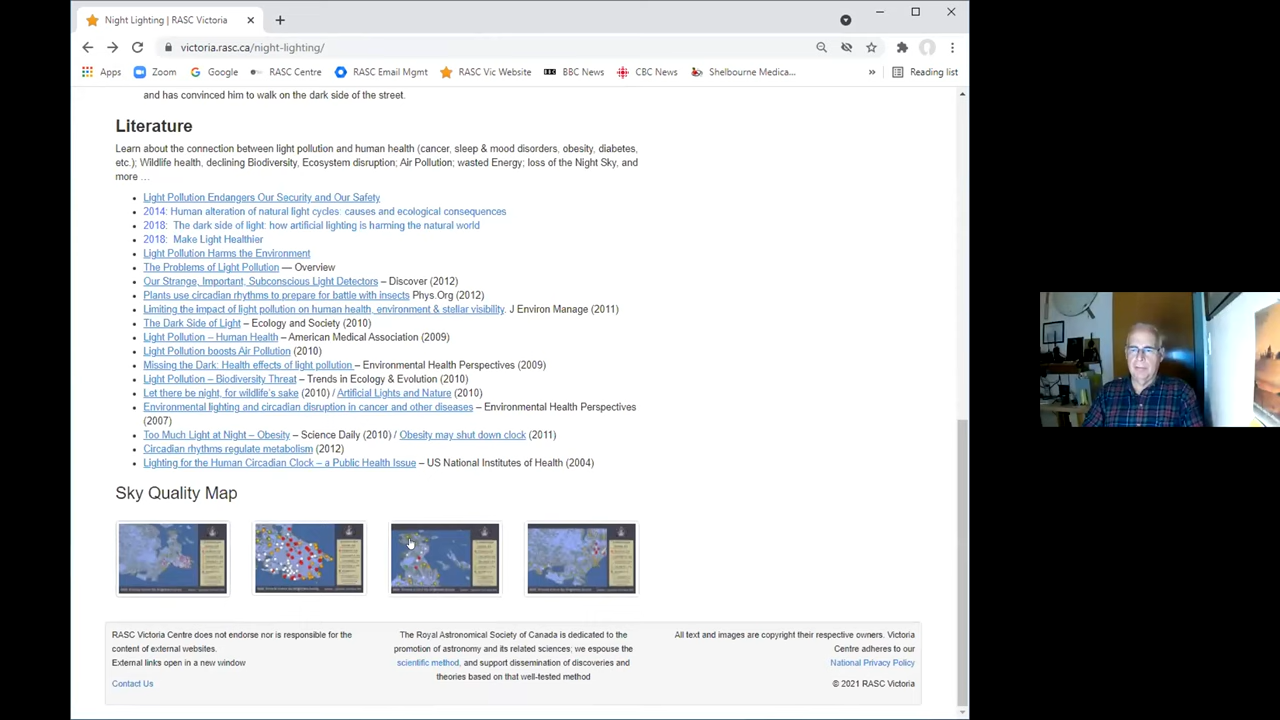 Night Lighting | RASC Victoria
victoria.rasc.ca/night-lighting/
Apps Zoom Google RASC Centre RASC Email Mgmt RASC Vic Website BBC News CBC News Shelbourne Medica... » Reading list
and has convinced him to walk on the dark side of the street.
Literature
Learn about the connection between light pollution and human health (cancer, sleep & mood disorders, obesity, diabetes,
etc.); Wildlife health, declining Biodiversity, Ecosystem disruption; Air Pollution; wasted Energy; loss of the Night Sky, and
more ...
Light Pollution Endangers Our Security and Our Safety
2014: Human alteration of natural light cycles: causes and ecological consequences
2018: The dark side of light: how artificial lighting is harming the natural world
2018: Make Light Healthier
Light Pollution Harms the Environment
The Problems of Light Pollution — Overview
Our Strange, Important, Subconscious Light Detectors – Discover (2012)
Plants use circadian rhythms to prepare for battle with insects Phys.Org (2012)
Limiting the impact of light pollution on human health, environment & stellar visibility. J Environ Manage (2011)
The Dark Side of Light – Ecology and Society (2010)
Light Pollution – Human Health – American Medical Association (2009)
Light Pollution boosts Air Pollution (2010)
Missing the Dark: Health effects of light pollution – Environmental Health Perspectives (2009)
Light Pollution – Biodiversity Threat – Trends in Ecology & Evolution (2010)
Let there be night, for wildlife's sake (2010) / Artificial Lights and Nature (2010)
Environmental lighting and circadian disruption in cancer and other diseases – Environmental Health Perspectives
(2007)
Too Much Light at Night – Obesity – Science Daily (2010) / Obesity may shut down clock (2011)
Circadian rhythms regulate metabolism (2012)
Lighting for the Human Circadian Clock – a Public Health Issue – US National Institutes of Health (2004)
Sky Quality Map
RASC Victoria Centre does not endorse nor is responsible for the
content of external websites.
External links open in a new window
Contact Us
The Royal Astronomical Society of Canada is dedicated to the
promotion of astronomy and its related sciences; we espouse the
scientific method, and support dissemination of discoveries and
theories based on that well-tested method
All text and images are copyright their respective owners. Victoria
Centre adheres to our
National Privacy Policy
© 2021 RASC Victoria